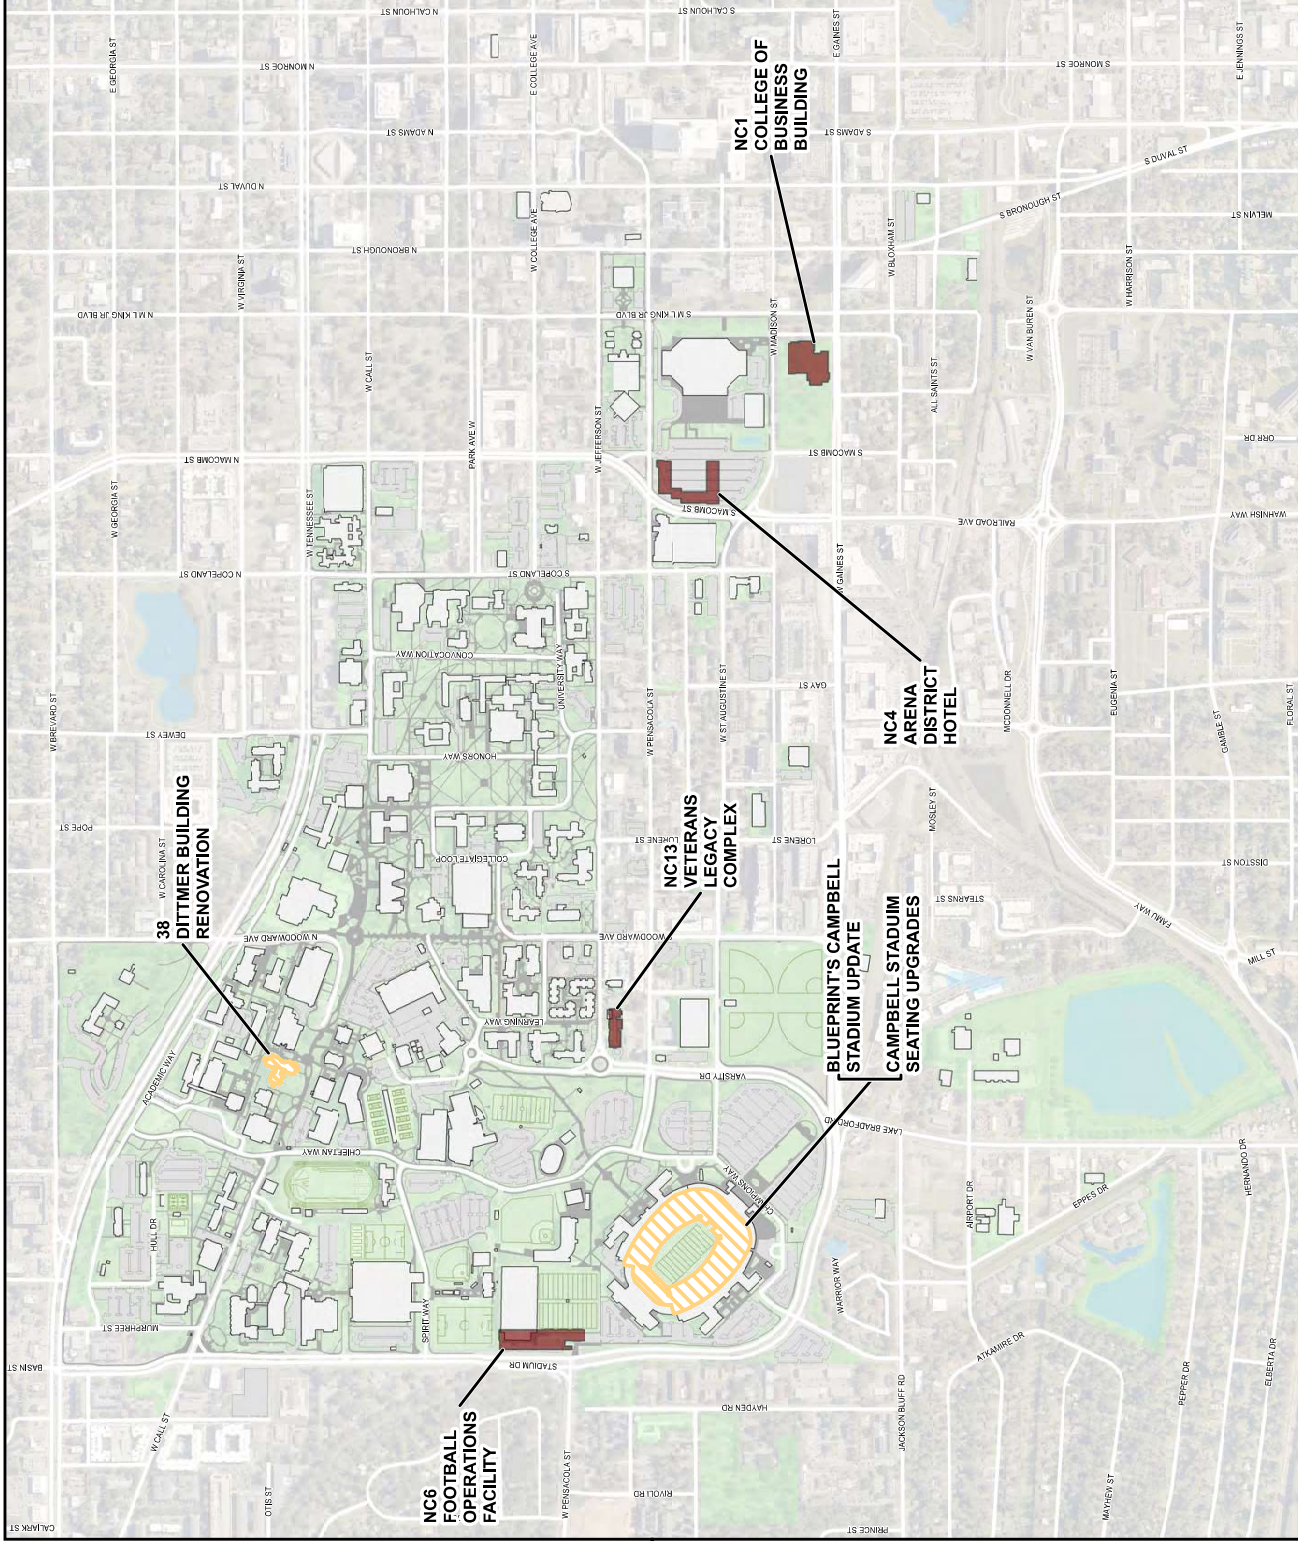 38
DITTMER BUILDING
RENOVATION
NC6
FOOTBALL
OPERATIONS
FACILITY
NC13
VETERANS
LEGACY
COMPLEX
BLUEPRINT'S CAMPBELL
STADIUM UPDATE
CAMPBELL STADUIM
SEATING UPGRADES
NC4
ARENA
DISTRICT
HOTEL
NC1
COLLEGE OF
BUSINESS
BUILDING
CALIARK ST
BASIN ST
W CALL ST
OTIS ST
MURPHREE ST
HULL DR
SPIRIT WAY
STADIUM DR
W PENSACOLA ST
RIVOLI RD
HAYDEN RD
PRINCE ST
JACKSON BLUFF RD
MAYHEW ST
ATKAMIRE DR
PEPPER DR
ELBERTA DR
HERNANDO DR
EPPES DR
AIRPORT DR
WARRIOR WAY
LAKE BRADFORD RD
CHAMPIONS WAY
VARSITY DR
CHIEFTAN WAY
ACADEMIC WAY
LEARNING WAY
N WOODWARD AVE
WOODWARD AVE
W CAROLINA ST
POPE ST
W BREVARD ST
DEWEY ST
COLLEGIATE LOOP
HONORS WAY
CONVOCATION WAY
UNIVERSITY WAY
LORENE ST
LORENE ST
W PENSACOLA ST
W ST AUGUSTINE ST
GAY ST
W GAINES ST
MOSLEY ST
STEARNS ST
FAMU WAY
MILL ST
DISSTON ST
GAMBLE ST
FLORAL ST
EUGENIA ST
MCDONNELL DR
RAILROAD AVE
WAHNISH WAY
ORR DR
N COPELAND ST
S COPELAND ST
W GEORGIA ST
W TENNESSEE ST
N MACOMB ST
S MACOMB ST
S MACOMB ST
PARK AVE W
W JEFFERSON ST
W CALL ST
W VIRGINIA ST
N M L KING JR BLVD
S M L KING JR BLVD
W MADISON ST
ALL SAINTS ST
W VAN BUREN ST
W HARRISON ST
W BLOXHAM ST
MELVIN ST
S BRONOUGH ST
S DUVAL ST
N BRONOUGH ST
W COLLEGE AVE
N DUVAL ST
N ADAMS ST
S ADAMS ST
E GEORGIA ST
N MONROE ST
S MONROE ST
E COLLEGE AVE
E GAINES ST
E JENNINGS ST
N CALHOUN ST
S CALHOUN ST